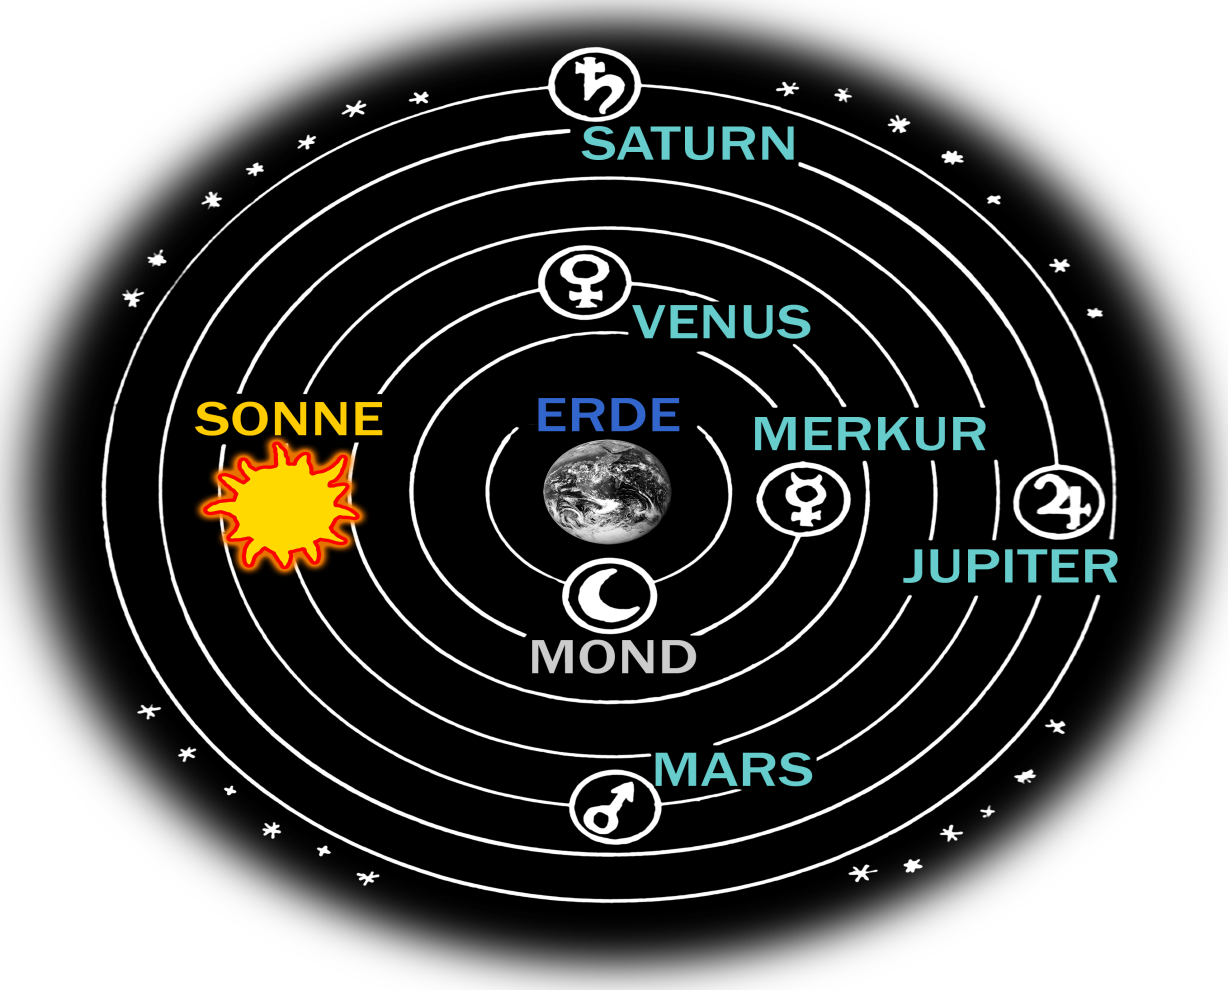 SATURN
VENUS
SONNE
ERDE
MERKUR
JUPITER
MOND
MARS